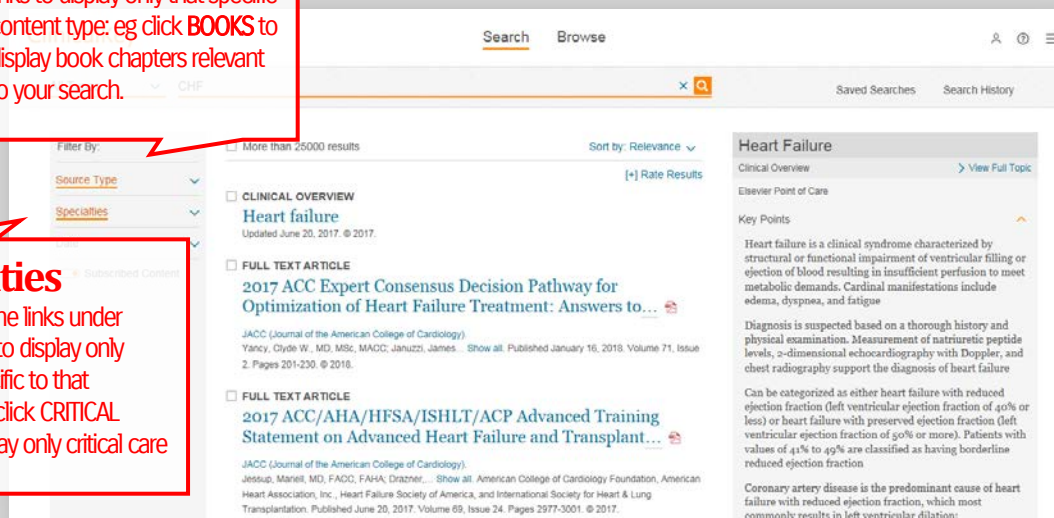 links to display only that specific
content type: eg click BOOKS to
display book chapters relevant
to your search.
Search Browse
CHF
Saved Searches Search History
Filter By:
Source Type
Specialties
Subscribed Content
ties
the links under
to display only
click CRITICAL
only critical care
More than 25000 results
Sort by: Relevance
[+] Rate Results
CLINICAL OVERVIEW
Heart failure
Updated June 20, 2017. © 2017.
FULL TEXT ARTICLE
2017 ACC Expert Consensus Decision Pathway for
Optimization of Heart Failure Treatment: Answers to…
JACC (Journal of the American College of Cardiology).
Yancy, Clyde W., MD, MSc, MACC; Januzzi, James... Show all. Published January 16, 2018. Volume 71, Issue
2. Pages 201-230. © 2018.
FULL TEXT ARTICLE
2017 ACC/AHA/HFSA/ISHLT/ACP Advanced Training
Statement on Advanced Heart Failure and Transplant…
JACC (Journal of the American College of Cardiology).
Jessup, Mariell, MD, FACC, FAHA; Drazner,... Show all. American College of Cardiology Foundation, American
Heart Association, Inc., Heart Failure Society of America, and International Society for Heart & Lung
Transplantation. Published June 20, 2017. Volume 69, Issue 24. Pages 2977-3001. © 2017.
Heart Failure
Clinical Overview
View Full Topic
Elsevier Point of Care
Key Points
Heart failure is a clinical syndrome characterized by
structural or functional impairment of ventricular filling or
ejection of blood resulting in insufficient perfusion to meet
metabolic demands. Cardinal manifestations include
edema, dyspnea, and fatigue
Diagnosis is suspected based on a thorough history and
physical examination. Measurement of natriuretic peptide
levels, 2-dimensional echocardiography with Doppler, and
chest radiography support the diagnosis of heart failure
Can be categorized as either heart failure with reduced
ejection fraction (left ventricular ejection fraction of 40% or
less) or heart failure with preserved ejection fraction (left
ventricular ejection fraction of 50% or more). Patients with
values of 41% to 49% are classified as having borderline
reduced ejection fraction
Coronary artery disease is the predominant cause of heart
failure with reduced ejection fraction, which most
commonly results in left ventricular dilation;